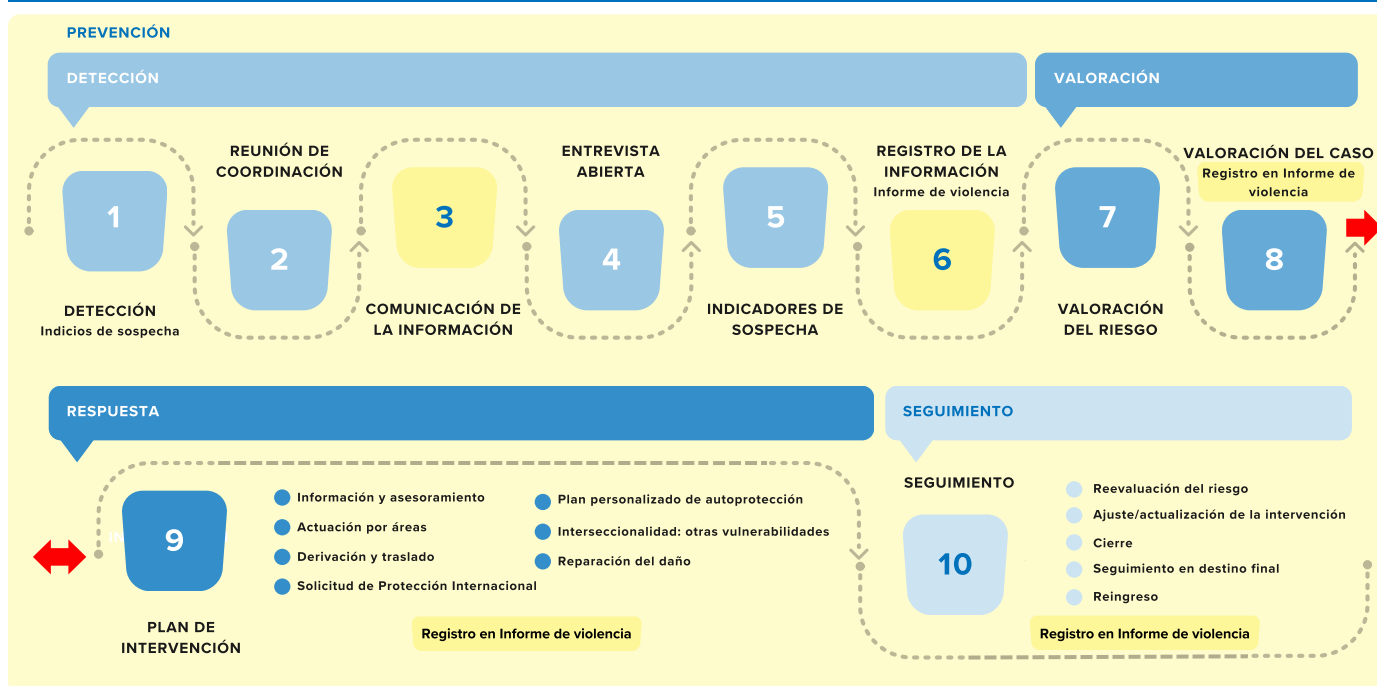 PREVENCIÓN
DETECCIÓN
VALORACIÓN
1
DETECCIÓN
Indicios de sospecha
REUNIÓN DE
COORDINACIÓN
2
3
COMUNICACIÓN DE
LA INFORMACIÓN
ENTREVISTA
ABIERTA
4
5
INDICADORES DE
SOSPECHA
REGISTRO DE LA
INFORMACIÓN
Informe de violencia
6
7
VALORACIÓN
DEL RIESGO
VALORACIÓN DEL CASO
Registro en Informe de
violencia
8
RESPUESTA
9
PLAN DE
INTERVENCIÓN
Información y asesoramiento
Actuación por áreas
Derivación y traslado
Solicitud de Protección Internacional
Plan personalizado de autoprotección
Interseccionalidad: otras vulnerabilidades
Reparación del daño
Registro en Informe de violencia
SEGUIMIENTO
SEGUIMIENTO
10
Reevaluación del riesgo
Ajuste/actualización de la intervención
Cierre
Seguimiento en destino final
Reingreso
Registro en Informe de violencia